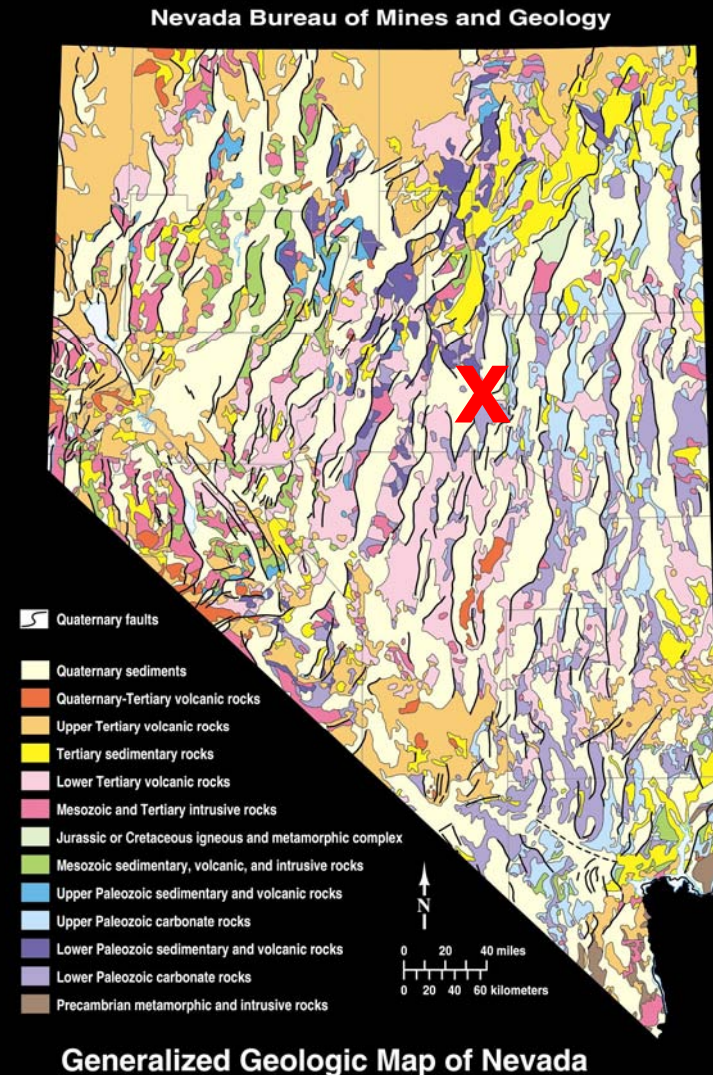 Nevada Bureau of Mines and Geology
X
Quaternary faults
Quaternary sediments
Quaternary-Tertiary volcanic rocks
Upper Tertiary volcanic rocks
Tertiary sedimentary rocks
Lower Tertiary volcanic rocks
Mesozoic and Tertiary intrusive rocks
Jurassic or Cretaceous igneous and metamorphic complex
Mesozoic sedimentary, volcanic, and intrusive rocks
Upper Paleozoic sedimentary and volcanic rocks
Upper Paleozoic carbonate rocks
Lower Paleozoic sedimentary and volcanic rocks
Lower Paleozoic carbonate rocks
Precambrian metamorphic and intrusive rocks
N
0 20 40 miles
0 20 40 60 kilometers
Generalized Geologic Map of Nevada